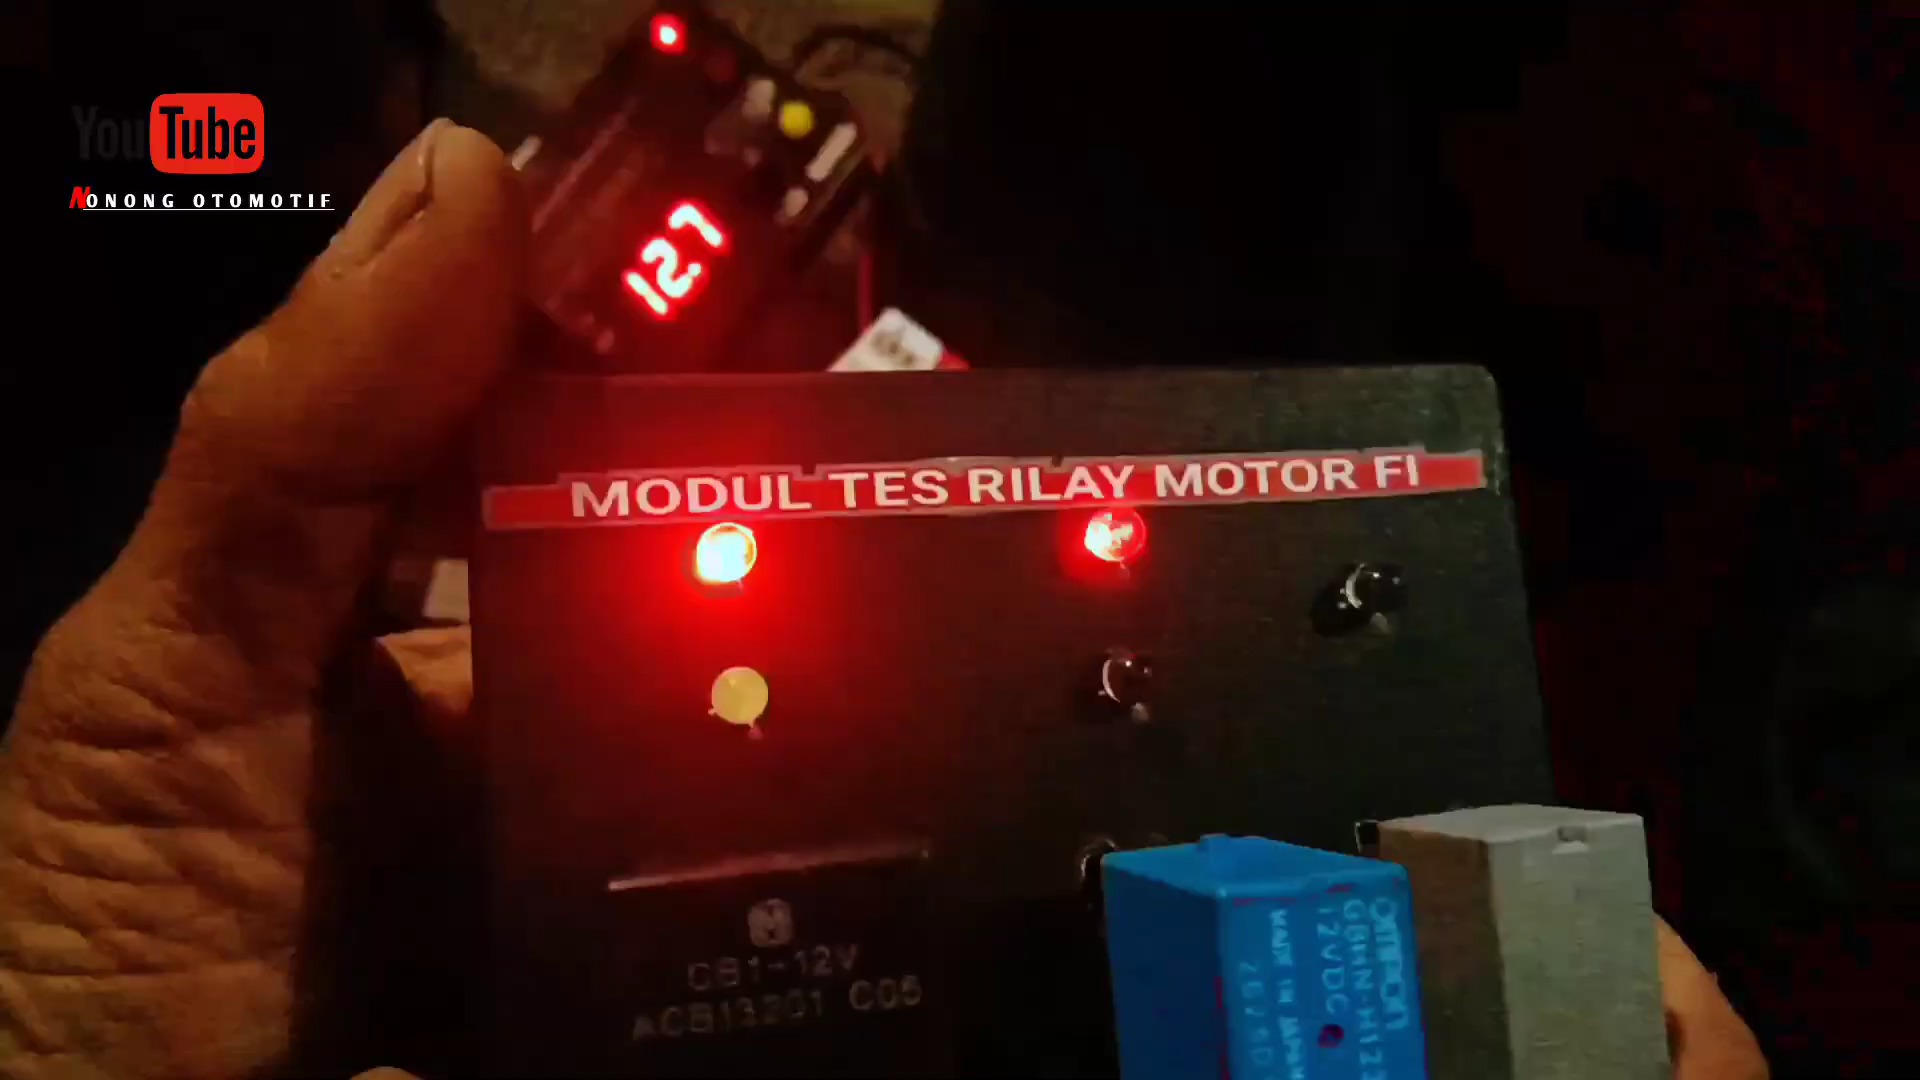 YouTube
NONONG OTOMOTIF
127
MODUL TES RILAY MOTOR FI
CB1-12V
ACB13201 C05
OMRON
12VDC
MADE IN JAPAN